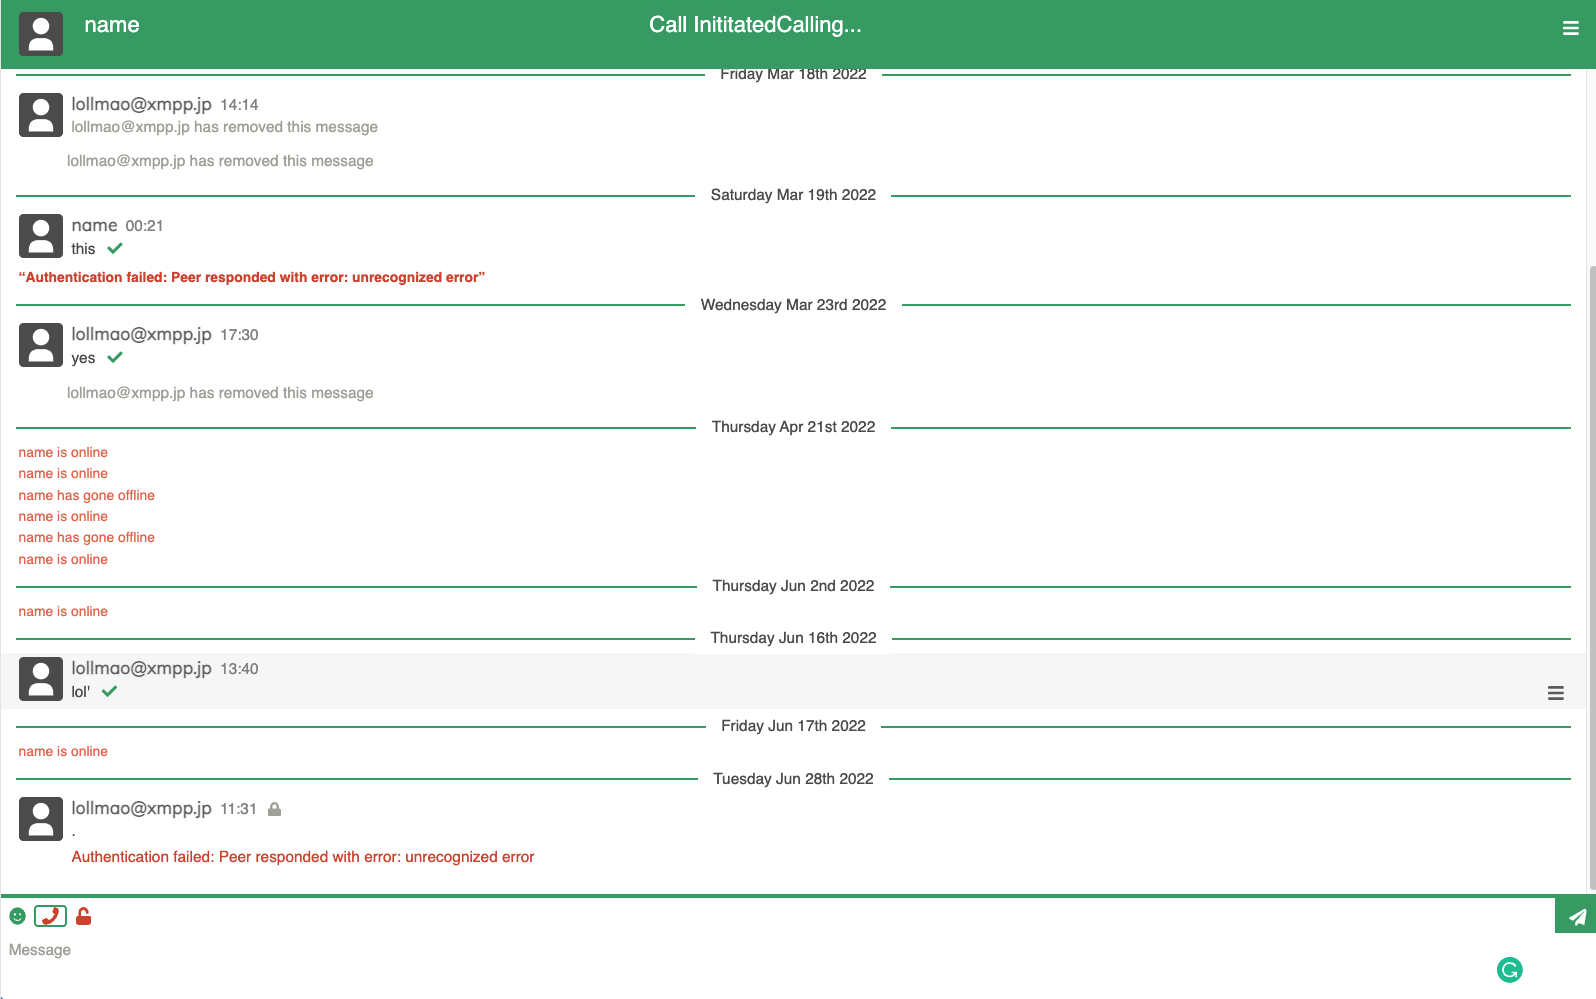 name
Call InititatedCalling...
Friday Mar 18th 2022
lollmao@xmpp.jp 14:14
lollmao@xmpp.jp has removed this message
lollmao@xmpp.jp has removed this message
Saturday Mar 19th 2022
name 00:21
this
“Authentication failed: Peer responded with error: unrecognized error”
Wednesday Mar 23rd 2022
lollmao@xmpp.jp 17:30
yes
lollmao@xmpp.jp has removed this message
Thursday Apr 21st 2022
name is online
name is online
name has gone offline
name is online
name has gone offline
name is online
Thursday Jun 2nd 2022
name is online
Thursday Jun 16th 2022
lollmao@xmpp.jp 13:40
lol'
Friday Jun 17th 2022
name is online
Tuesday Jun 28th 2022
lollmao@xmpp.jp 11:31
.
Authentication failed: Peer responded with error: unrecognized error
Message